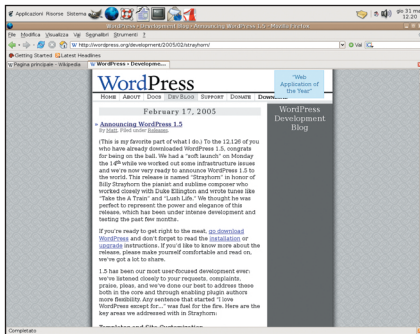 Applicazioni Risorse Sistema
gio 31 mag
12.20
WordPress › Development Blog › Announcing WordPress 1.5 - Mozilla Firefox
File Modifica Visualizza Vai Segnalibri Strumenti ?
http://wordpress.org/development/2005/02/strayhorn/ Vai
Getting Started Latest Headlines
Pagina principale - Wikipedia WordPress › Developme...
WordPress
"Web
Application of
the Year"
HOME ABOUT DOCS DEV BLOG SUPPORT DONATE DOWNLOAD
WordPress
Development
Blog
February 17, 2005
» Announcing WordPress 1.5
By Matt. Filed under Releases.
(This is my favorite part of what I do.) To the 12,126 of you
who have already downloaded WordPress 1.5, congrats
for being on the ball. We had a "soft launch" on Monday
the 14th while we worked out some infrastructure issues
and we're now very ready to announce WordPress 1.5 to
the world. This release is named "Strayhorn" in honor of
Billy Strayhorn the pianist and sublime composer who
worked closely with Duke Ellington and wrote tunes like
"Take the A Train" and "Lush Life." We thought he was
perfect to represent the power and elegance of this
release, which has been under intense development and
testing the past few months.
If you're ready to get right to the meat, go download
WordPress and don't forget to read the installation or
upgrade instructions. If you'd like to know more about the
release, please make yourself comfortable and read on,
we've got a lot to share.
1.5 has been our most user-focused development ever;
we've listened closely to your requests, complaints,
praise, pleas, and we've done our best to address these
both in the core and through enabling plugin authors
more flexibility. Any sentence that started "I love
WordPress except for..." was fuel for the fire. Here are the
key areas we addressed with in Strayhorn:
Templates and Site Customization
Completato